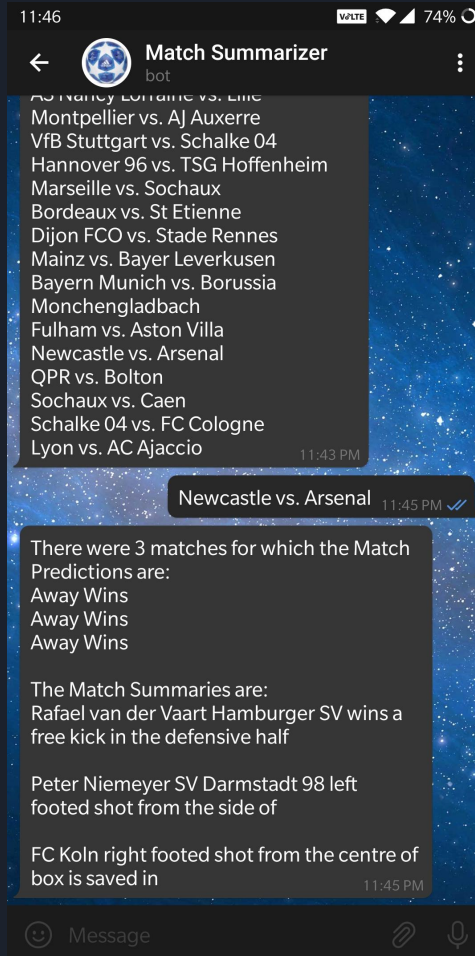 11:46
VoLTE
74%
Match Summarizer
bot
AS Nancy Lorraine vs. Lille
Montpellier vs. AJ Auxerre
VfB Stuttgart vs. Schalke 04
Hannover 96 vs. TSG Hoffenheim
Marseille vs. Sochaux
Bordeaux vs. St Etienne
Dijon FCO vs. Stade Rennes
Mainz vs. Bayer Leverkusen
Bayern Munich vs. Borussia
Monchengladbach
Fulham vs. Aston Villa
Newcastle vs. Arsenal
QPR vs. Bolton
Sochaux vs. Caen
Schalke 04 vs. FC Cologne
Lyon vs. AC Ajaccio
11:43 PM
Newcastle vs. Arsenal
11:45 PM
There were 3 matches for which the Match
Predictions are:
Away Wins
Away Wins
Away Wins
The Match Summaries are:
Rafael van der Vaart Hamburger SV wins a
free kick in the defensive half
Peter Niemeyer SV Darmstadt 98 left
footed shot from the side of
FC Koln right footed shot from the centre of
box is saved in
11:45 PM
Message